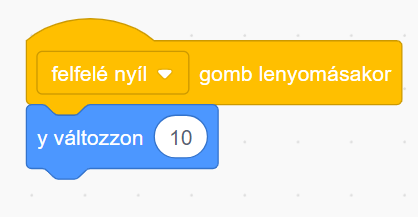 felfelé nyíl gomb lenyomásakor
y változzon 10